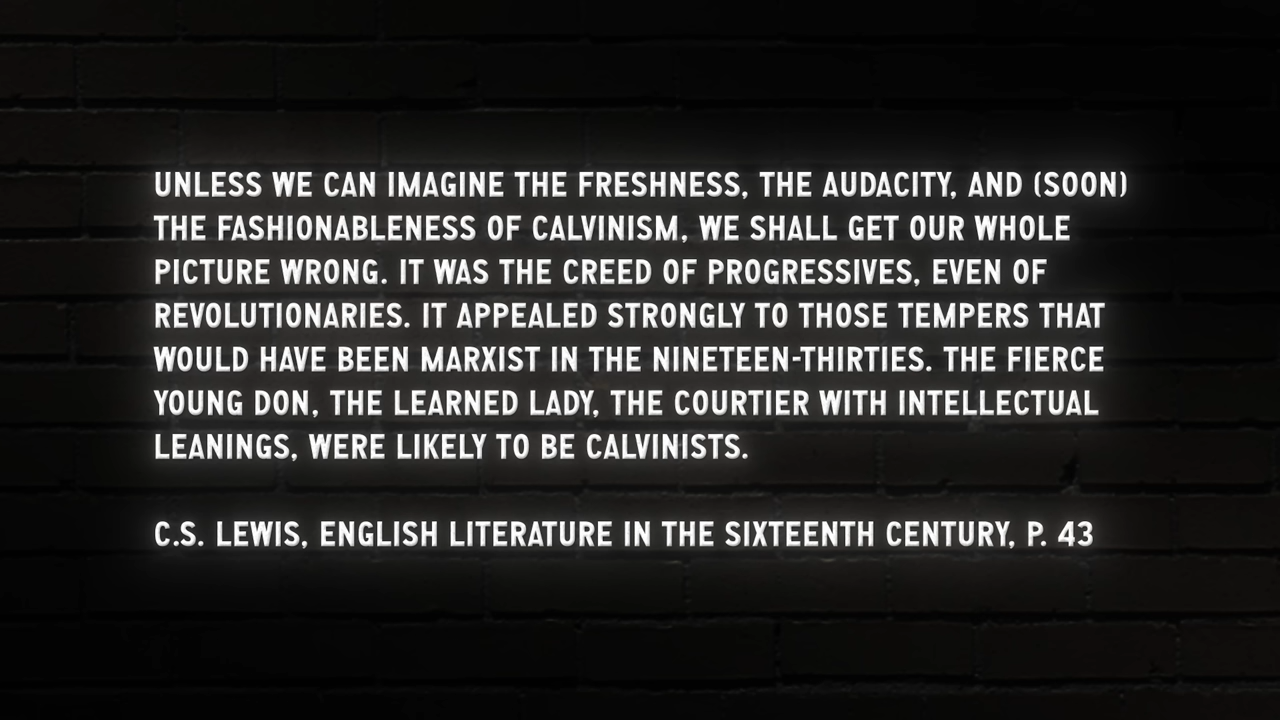 UNLESS WE CAN IMAGINE THE FRESHNESS, THE AUDACITY, AND (SOON)
THE FASHIONABLENESS OF CALVINISM, WE SHALL GET OUR WHOLE
PICTURE WRONG. IT WAS THE CREED OF PROGRESSIVES, EVEN OF
REVOLUTIONARIES. IT APPEALED STRONGLY TO THOSE TEMPERS THAT
WOULD HAVE BEEN MARXIST IN THE NINETEEN-THIRTIES. THE FIERCE
YOUNG DON, THE LEARNED LADY, THE COURTIER WITH INTELLECTUAL
LEANINGS, WERE LIKELY TO BE CALVINISTS.
C.S. LEWIS, ENGLISH LITERATURE IN THE SIXTEENTH CENTURY, P. 43